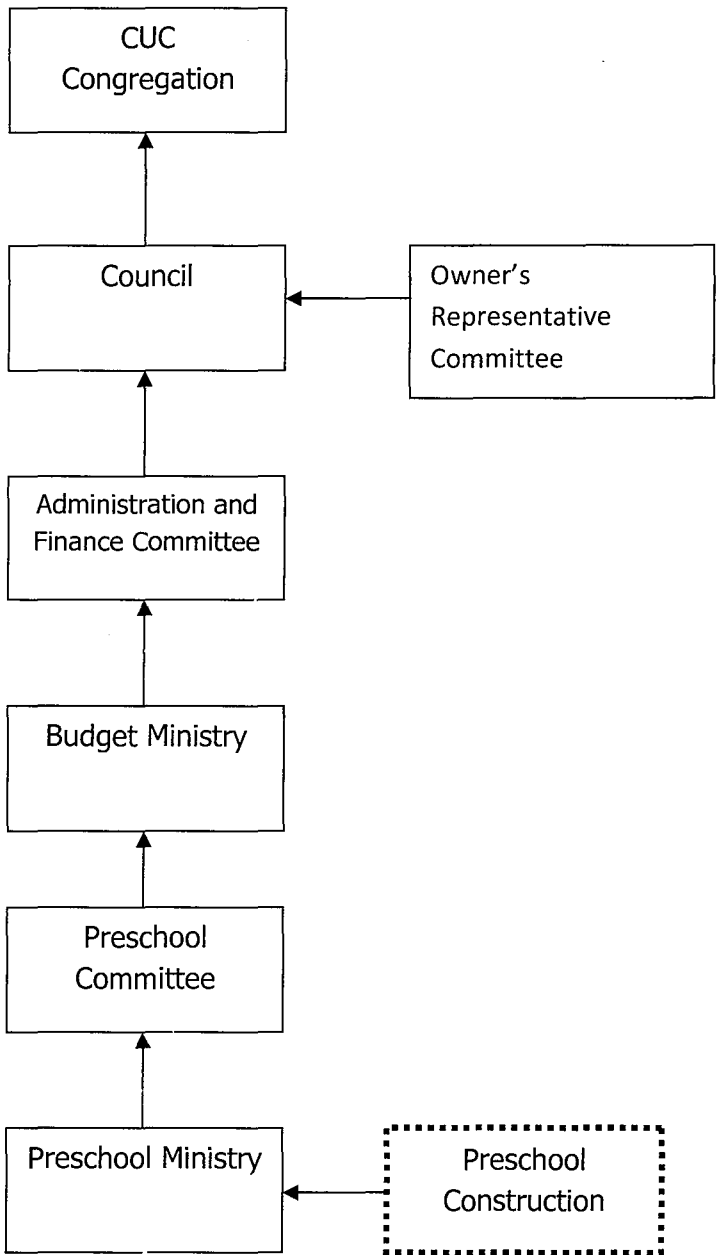 CUC
Congregation
Council
Owner's
Representative
Committee
Administration and
Finance Committee
Budget Ministry
Preschool
Committee
Preschool Ministry
Preschool
Construction